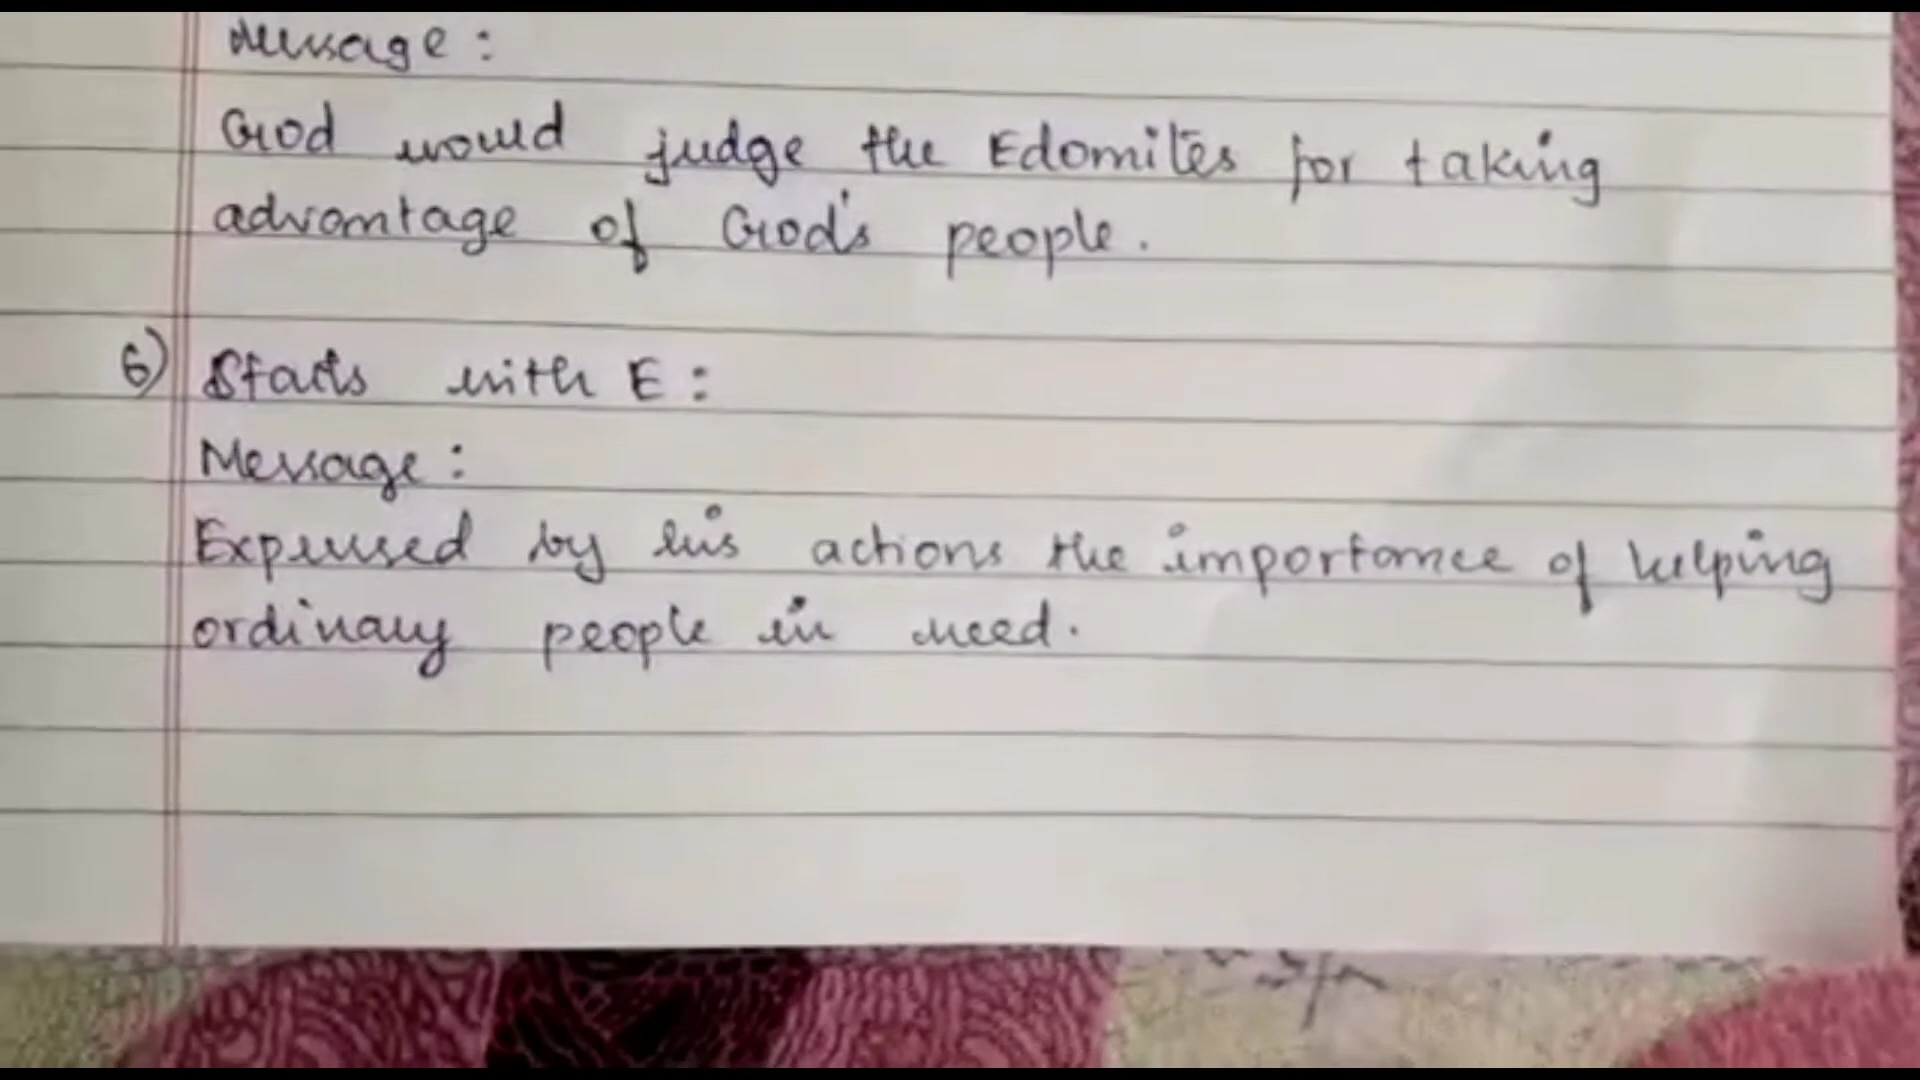 Message :
God would judge the Edomites for taking
advantage of God's people.
6) Starts with E :
Message :
Expressed by his actions the importance of helping
ordinary people in need.